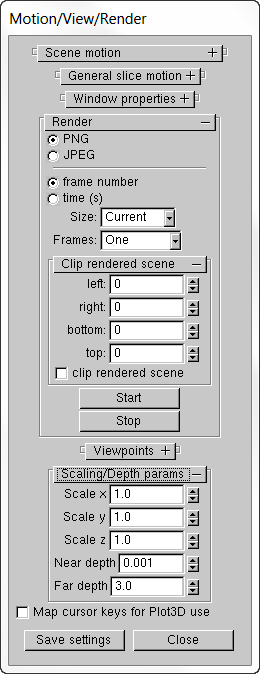 Motion/View/Render
Scene motion +
General slice motion +
Window properties +
Render −
PNG
JPEG
frame number
time (s)
Size: Current
Frames: One
Clip rendered scene −
left: 0
right: 0
bottom: 0
top: 0
clip rendered scene
Start
Stop
Viewpoints +
Scaling/Depth params −
Scale x 1.0
Scale y 1.0
Scale z 1.0
Near depth 0.001
Far depth 3.0
Map cursor keys for Plot3D use
Save settings Close